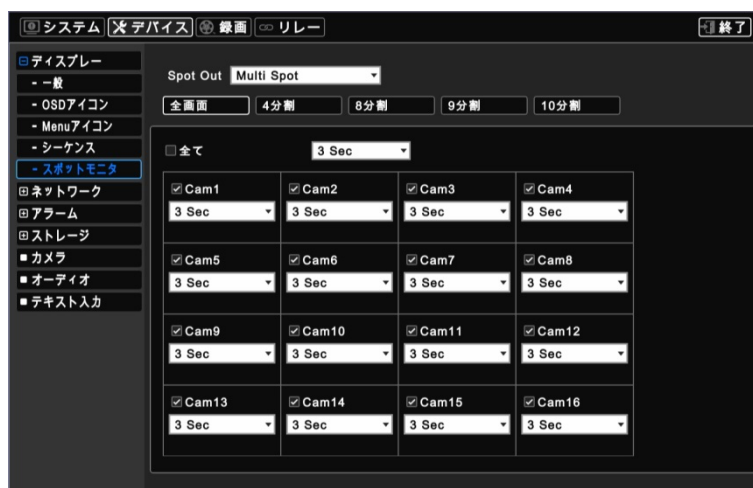 システム デバイス 録画 リレー 終了
ディスプレー
- 一般
- OSDアイコン
- Menuアイコン
- シーケンス
- スポットモニタ
ネットワーク
アラーム
ストレージ
カメラ
オーディオ
テキスト入力
Spot Out Multi Spot
全画面 4分割 8分割 9分割 10分割
全て 3 Sec
Cam1 Cam2 Cam3 Cam4
3 Sec 3 Sec 3 Sec 3 Sec
Cam5 Cam6 Cam7 Cam8
3 Sec 3 Sec 3 Sec 3 Sec
Cam9 Cam10 Cam11 Cam12
3 Sec 3 Sec 3 Sec 3 Sec
Cam13 Cam14 Cam15 Cam16
3 Sec 3 Sec 3 Sec 3 Sec